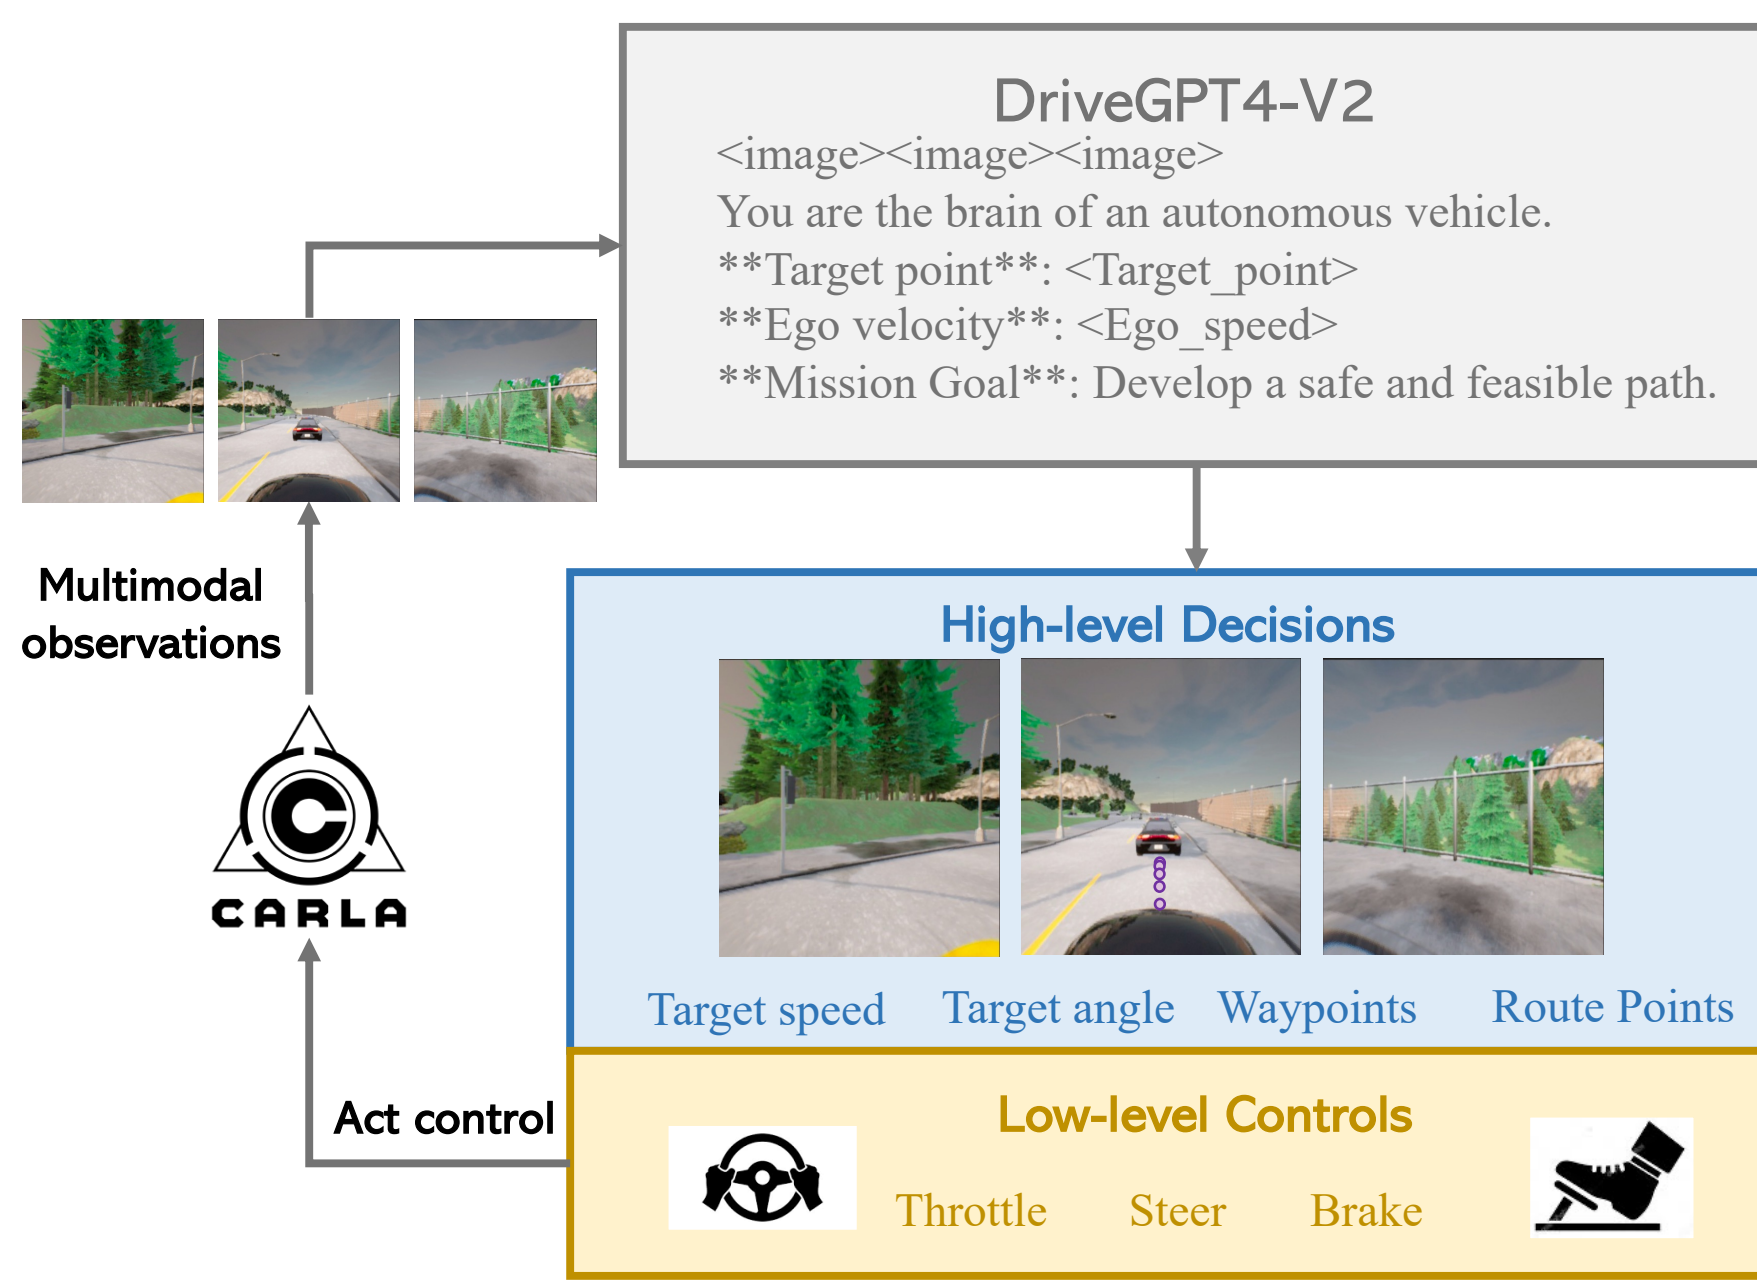 DriveGPT4-V2
<image><image><image>
You are the brain of an autonomous vehicle.
**Target point**: <Target_point>
**Ego velocity**: <Ego_speed>
**Mission Goal**: Develop a safe and feasible path.
Multimodal
observations
High-level Decisions
CARLA
Target speed Target angle Waypoints Route Points
Act control
Low-level Controls
Throttle Steer Brake